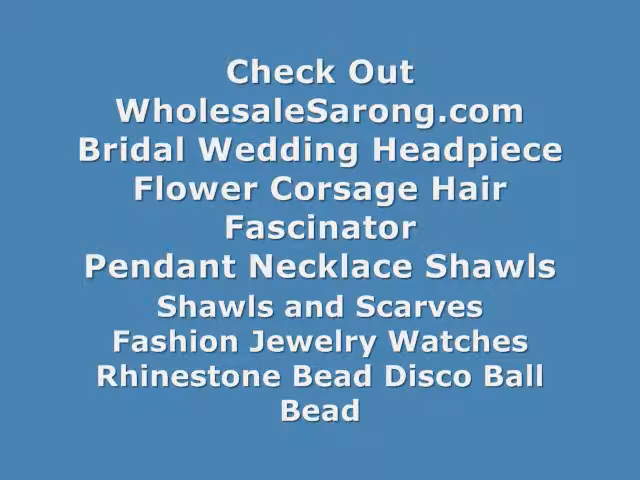 Check Out
WholesaleSarong.com
Bridal Wedding Headpiece
Flower Corsage Hair
Fascinator
Pendant Necklace Shawls
Shawls and Scarves
Fashion Jewelry Watches
Rhinestone Bead Disco Ball
Bead